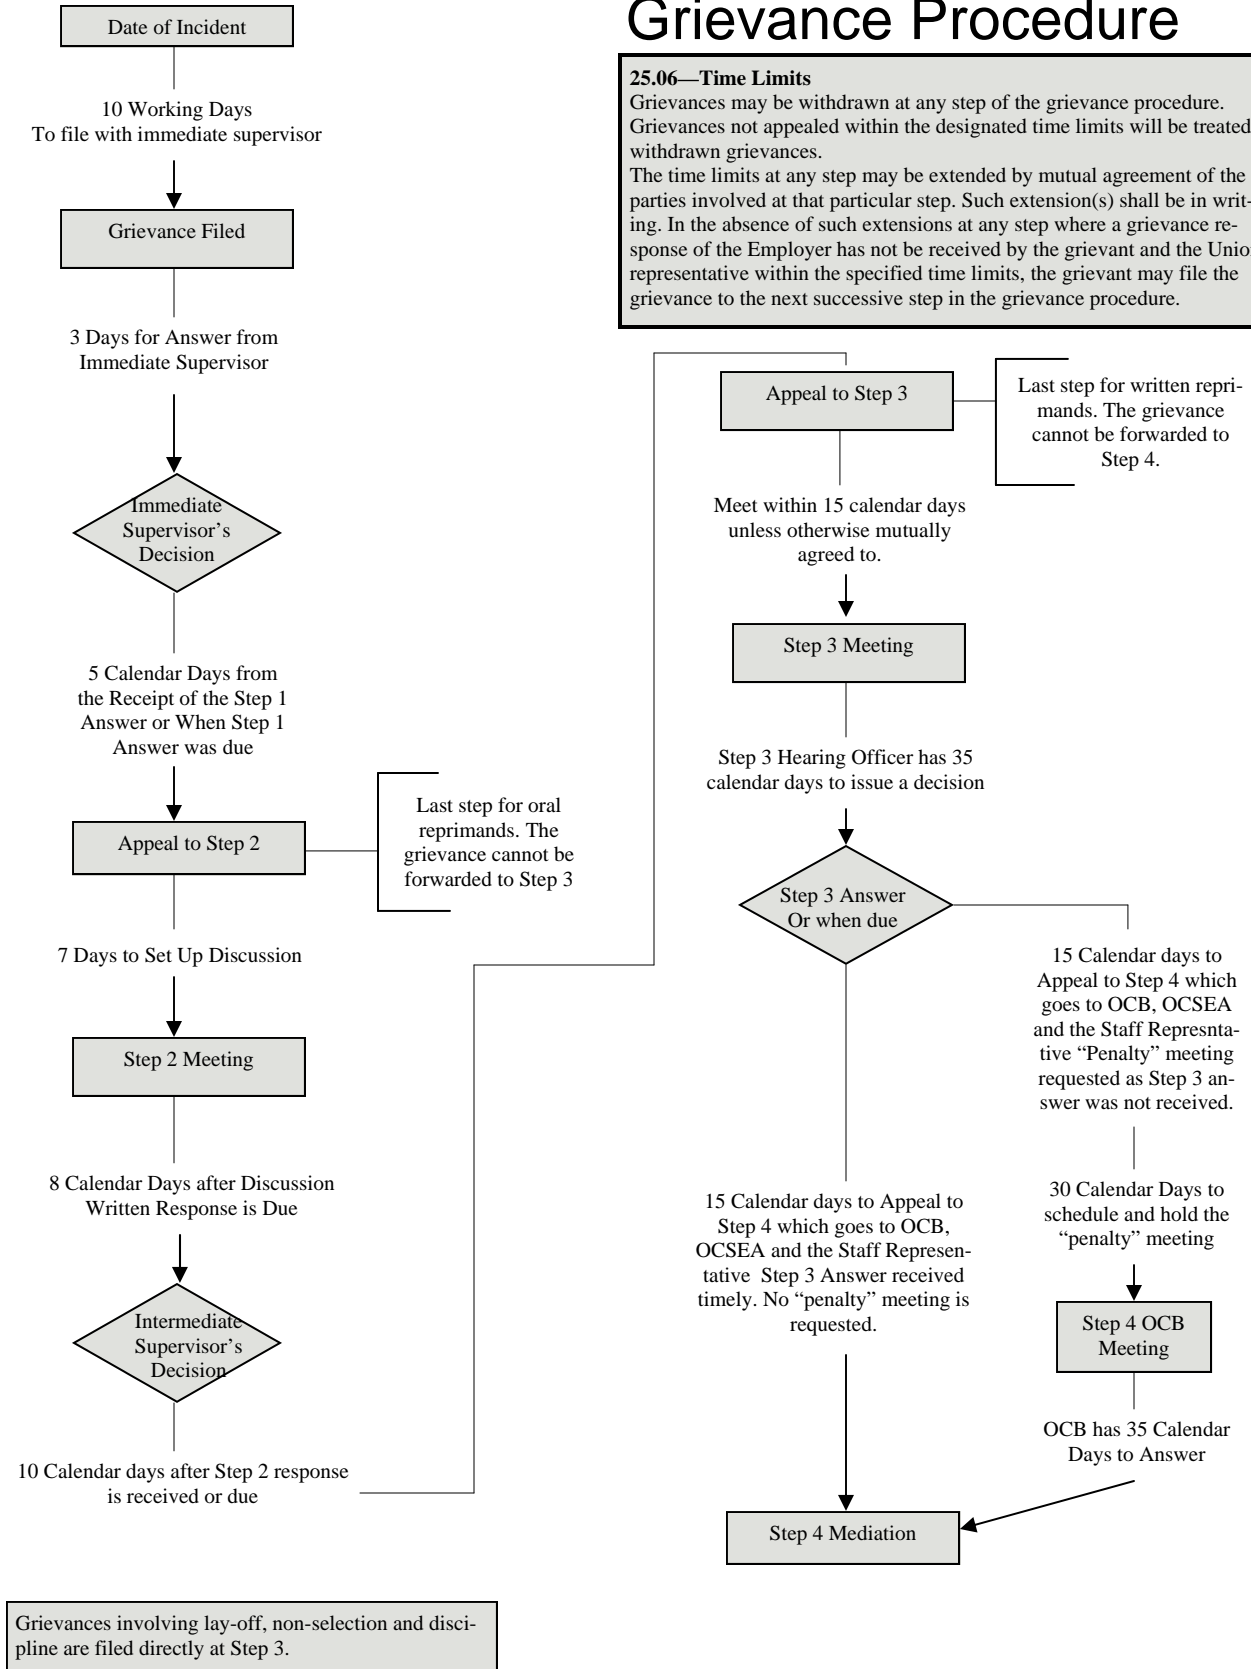 Grievance Procedure
25.06—Time Limits
Grievances may be withdrawn at any step of the grievance procedure.
Grievances not appealed within the designated time limits will be treated
withdrawn grievances.
The time limits at any step may be extended by mutual agreement of the
parties involved at that particular step. Such extension(s) shall be in writ-
ing. In the absence of such extensions at any step where a grievance re-
sponse of the Employer has not be received by the grievant and the Unio
representative within the specified time limits, the grievant may file the
grievance to the next successive step in the grievance procedure.
Date of Incident
10 Working Days
To file with immediate supervisor
Grievance Filed
3 Days for Answer from
Immediate Supervisor
Immediate
Supervisor’s
Decision
5 Calendar Days from
the Receipt of the Step 1
Answer or When Step 1
Answer was due
Appeal to Step 2
Last step for oral
reprimands. The
grievance cannot be
forwarded to Step 3
7 Days to Set Up Discussion
Step 2 Meeting
8 Calendar Days after Discussion
Written Response is Due
Intermediate
Supervisor’s
Decision
10 Calendar days after Step 2 response
is received or due
Appeal to Step 3
Last step for written repri-
mands. The grievance
cannot be forwarded to
Step 4.
Meet within 15 calendar days
unless otherwise mutually
agreed to.
Step 3 Meeting
Step 3 Hearing Officer has 35
calendar days to issue a decision
Step 3 Answer
Or when due
15 Calendar days to
Appeal to Step 4 which
goes to OCB, OCSEA
and the Staff Represnta-
tive “Penalty” meeting
requested as Step 3 an-
swer was not received.
30 Calendar Days to
schedule and hold the
“penalty” meeting
Step 4 OCB
Meeting
OCB has 35 Calendar
Days to Answer
15 Calendar days to Appeal to
Step 4 which goes to OCB,
OCSEA and the Staff Represen-
tative  Step 3 Answer received
timely. No “penalty” meeting is
requested.
Step 4 Mediation
Grievances involving lay-off, non-selection and disci-
pline are filed directly at Step 3.